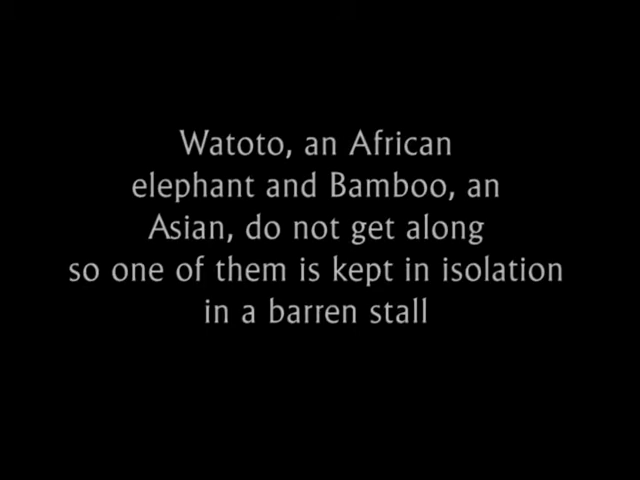 Watoto, an African
elephant and Bamboo, an
Asian, do not get along
so one of them is kept in isolation
in a barren stall